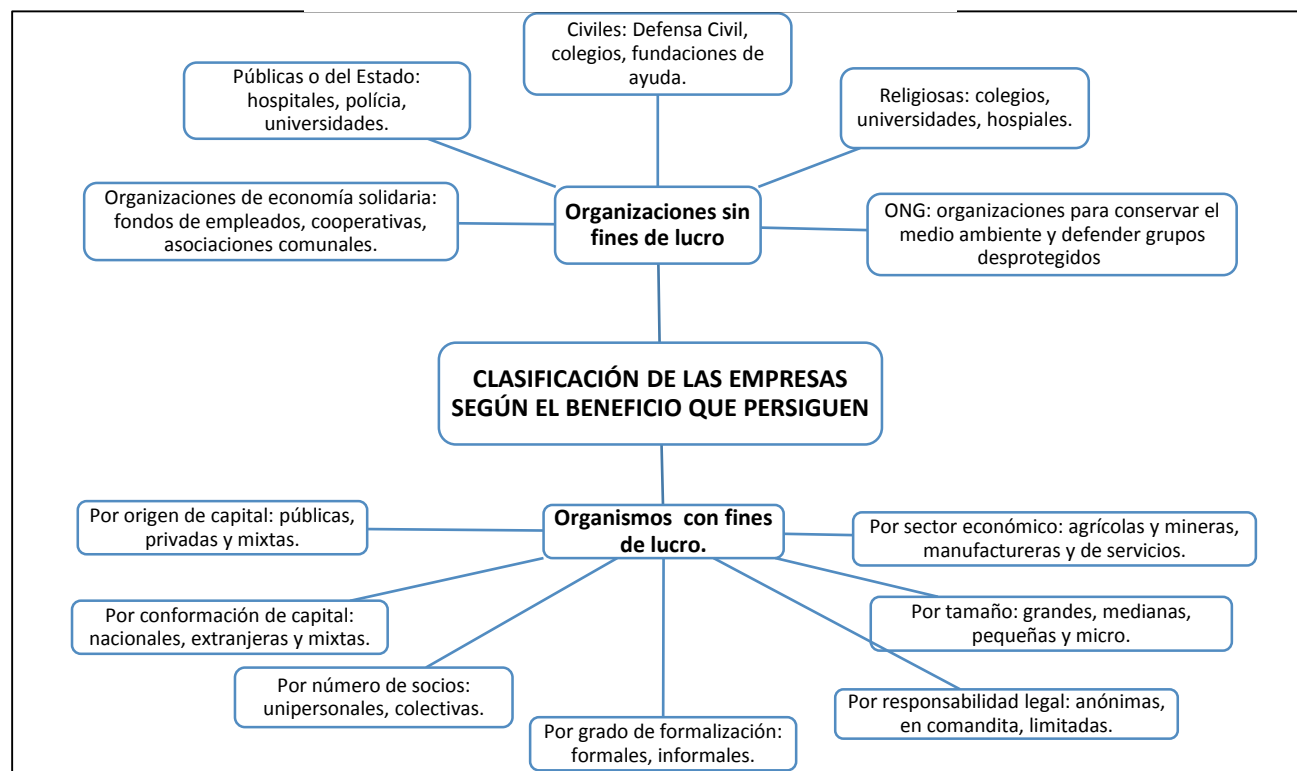 Civiles: Defensa Civil,
colegios, fundaciones de
ayuda.
Públicas o del Estado:
hospitales, polícia,
universidades.
Religiosas: colegios,
universidades, hospiales.
Organizaciones de economía solidaria:
fondos de empleados, cooperativas,
asociaciones comunales.
Organizaciones sin
fines de lucro
ONG: organizaciones para conservar el
medio ambiente y defender grupos
desprotegidos
CLASIFICACIÓN DE LAS EMPRESAS
SEGÚN EL BENEFICIO QUE PERSIGUEN
Por origen de capital: públicas,
privadas y mixtas.
Organismos con fines
de lucro.
Por sector económico: agrícolas y mineras,
manufactureras y de servicios.
Por conformación de capital:
nacionales, extranjeras y mixtas.
Por tamaño: grandes, medianas,
pequeñas y micro.
Por número de socios:
unipersonales, colectivas.
Por responsabilidad legal: anónimas,
en comandita, limitadas.
Por grado de formalización:
formales, informales.